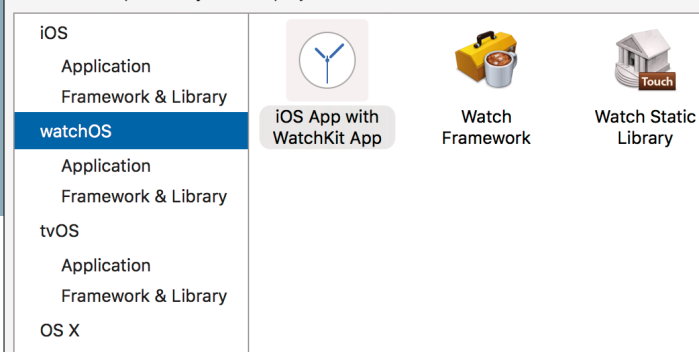 iOS
Application
Framework & Library
watchOS
Application
Framework & Library
tvOS
Application
Framework & Library
OS X
iOS App with
WatchKit App
Watch
Framework
Touch
Watch Static
Library